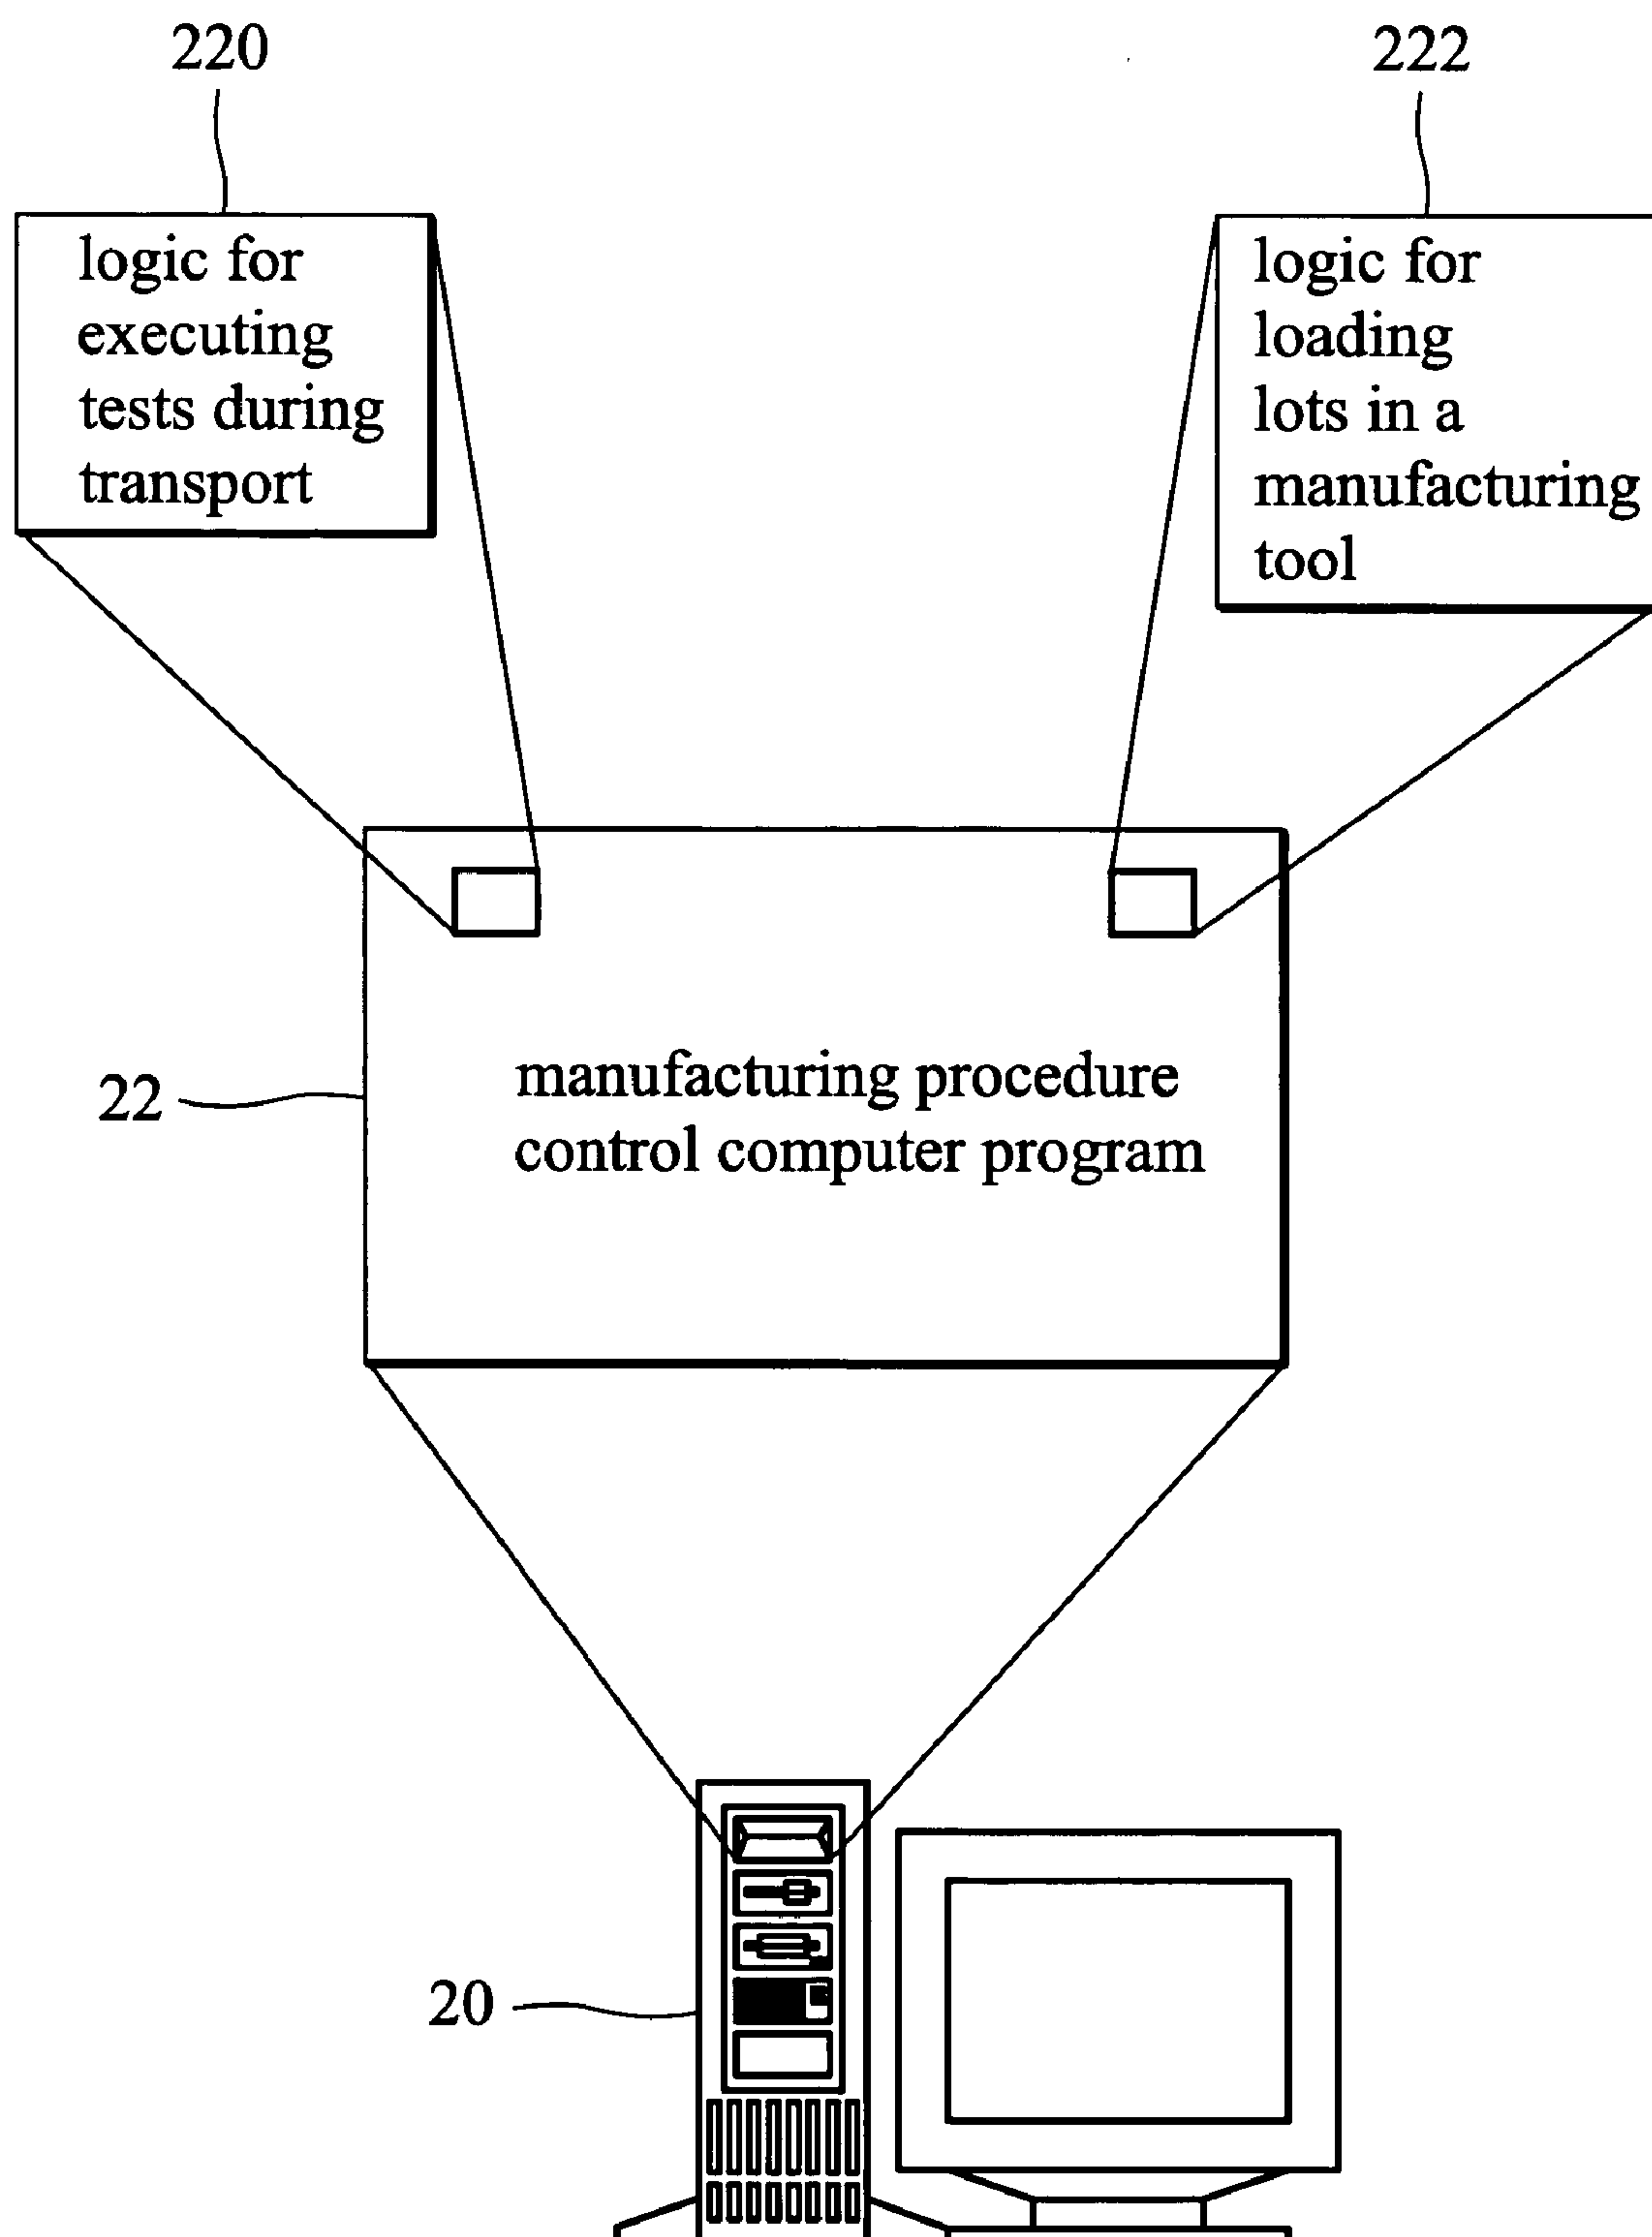 220
222
logic for
executing
tests during
transport
logic for
loading
lots in a
manufacturing
tool
22
manufacturing procedure
control computer program
20